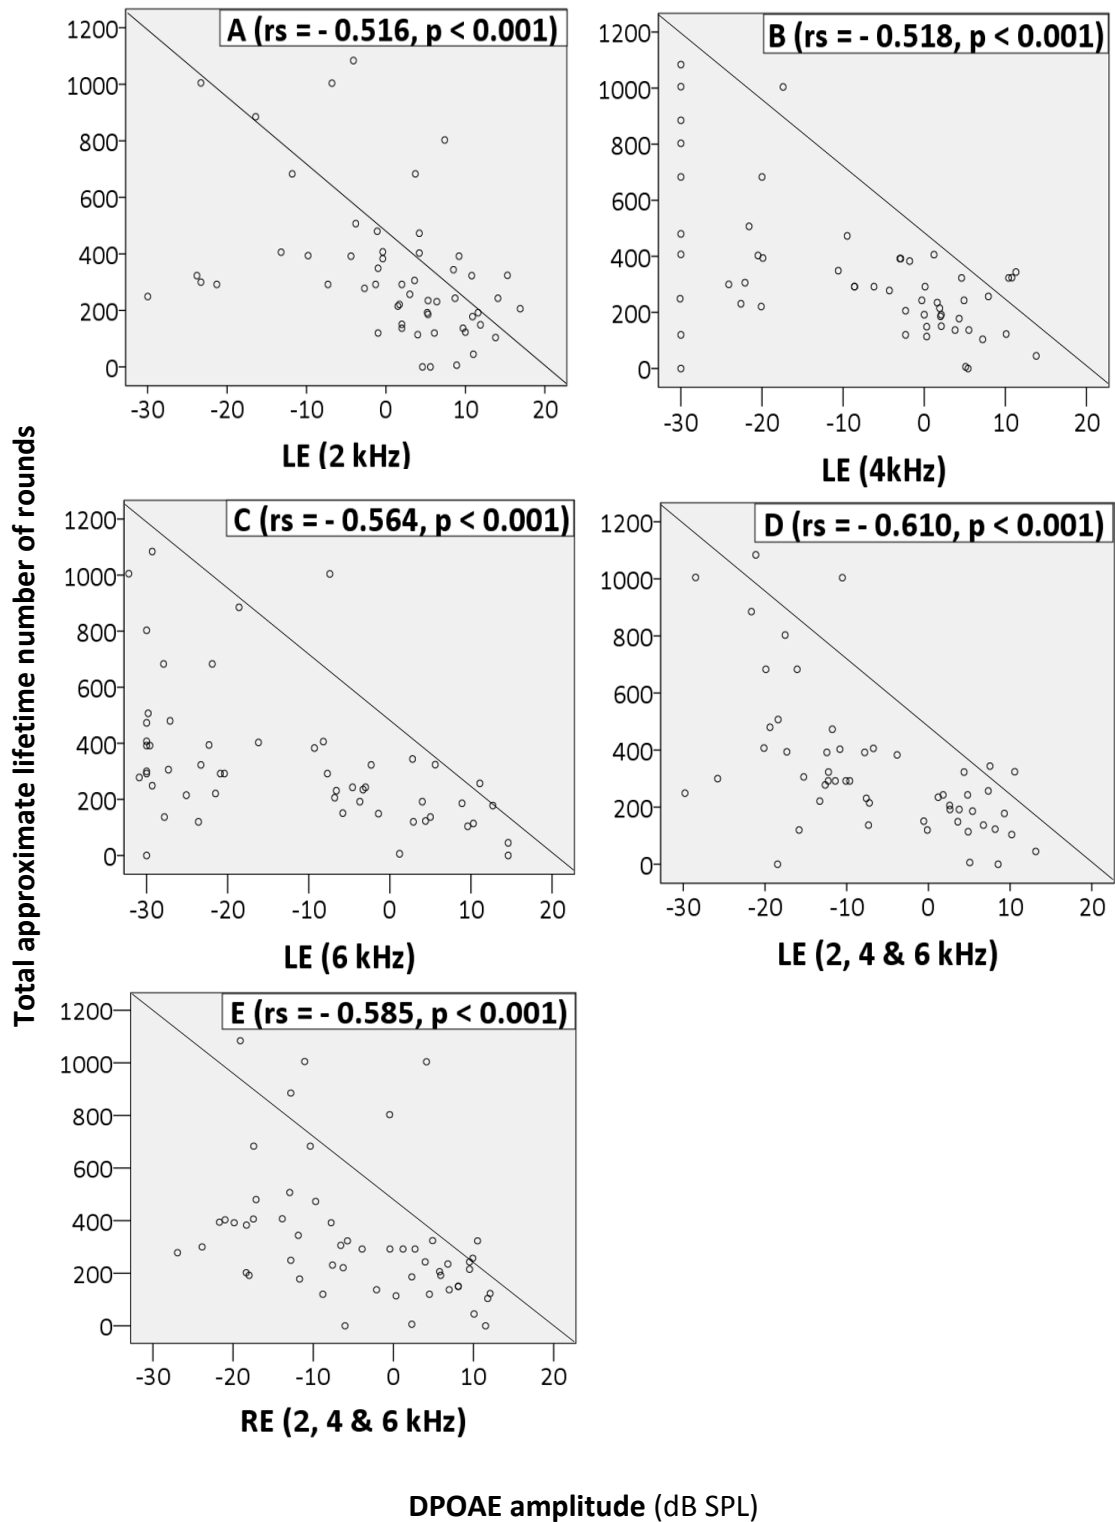 Total approximate lifetime number of rounds
A (rs = - 0.516, p < 0.001)
1200
1000
800
600
400
200
0
-30 -20 -10 0 10 20
LE (2 kHz)
B (rs = - 0.518, p < 0.001)
1200
1000
800
600
400
200
0
-30 -20 -10 0 10 20
LE (4kHz)
C (rs = - 0.564, p < 0.001)
1200
1000
800
600
400
200
0
-30 -20 -10 0 10 20
LE (6 kHz)
D (rs = - 0.610, p < 0.001)
1200
1000
800
600
400
200
0
-30 -20 -10 0 10 20
LE (2, 4 & 6 kHz)
E (rs = - 0.585, p < 0.001)
1200
1000
800
600
400
200
0
-30 -20 -10 0 10 20
RE (2, 4 & 6 kHz)
DPOAE amplitude (dB SPL)